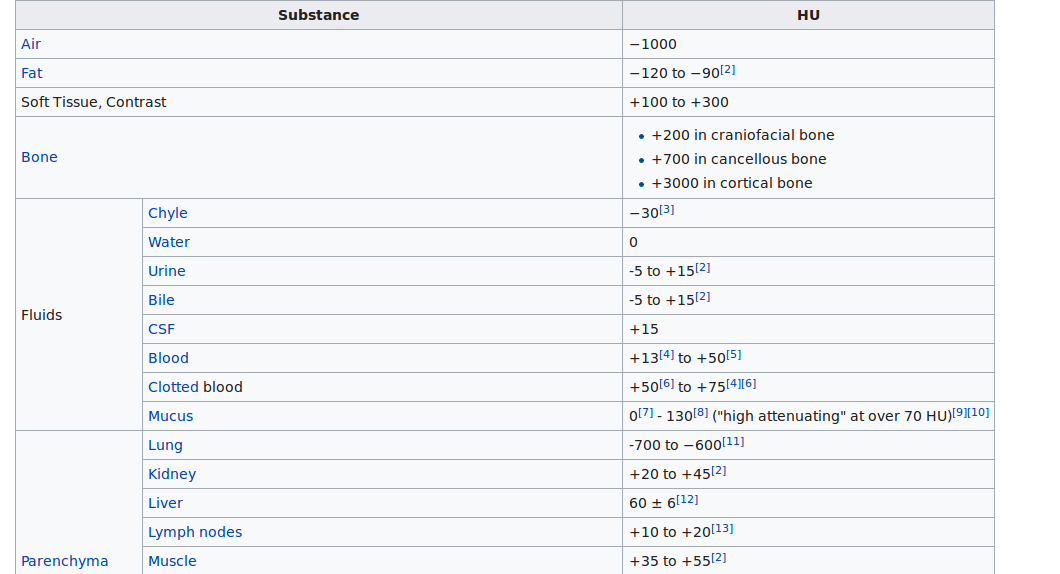 Substance HU
Air −1000
Fat −120 to −90[2]
Soft Tissue, Contrast +100 to +300
Bone
• +200 in craniofacial bone
• +700 in cancellous bone
• +3000 in cortical bone
Fluids
Chyle −30[3]
Water 0
Urine -5 to +15[2]
Bile -5 to +15[2]
CSF +15
Blood +13[4] to +50[5]
Clotted blood +50[6] to +75[4][6]
Mucus 0[7] - 130[8] ("high attenuating" at over 70 HU)[9][10]
Parenchyma
Lung -700 to −600[11]
Kidney +20 to +45[2]
Liver 60 ± 6[12]
Lymph nodes +10 to +20[13]
Muscle +35 to +55[2]